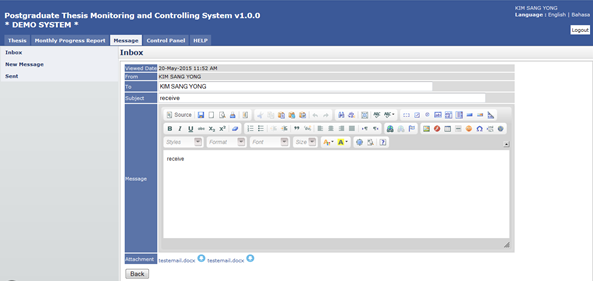 KIM SANG YONG
Postgraduate Thesis Monitoring and Controlling System v1.0.0
Language : English | Bahasa
* DEMO SYSTEM *
Logout
Thesis Monthly Progress Report Message Control Panel HELP
Inbox
New Message
Sent
Inbox
Viewed Date 20-May-2015 11:52 AM
From KIM SANG YONG
To KIM SANG YONG
Subject receive
Source
B I U abc X₂ X²
Styles Format Font Size A A
Message
receive
Attachment testemail.docx testemail.docx
Back